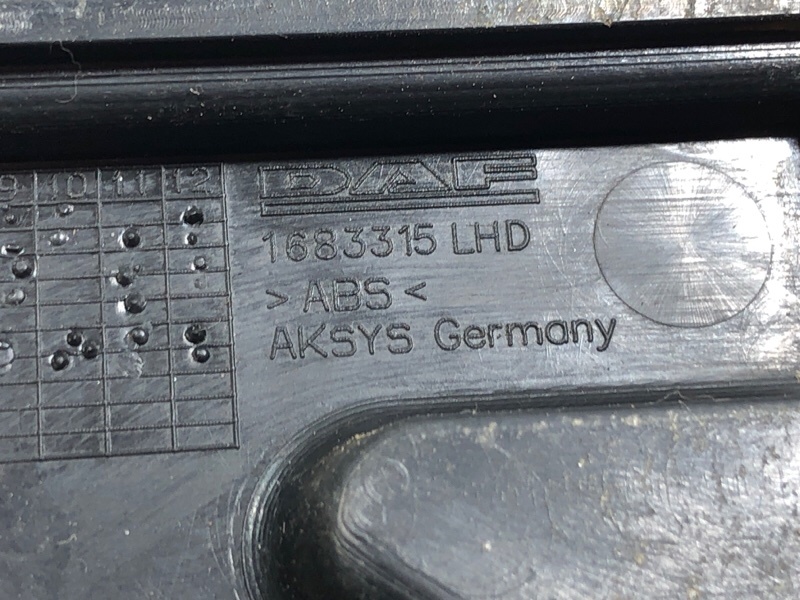 9 10 11 12
DAF
1683315 LHD
>ABS<
AKSYS Germany